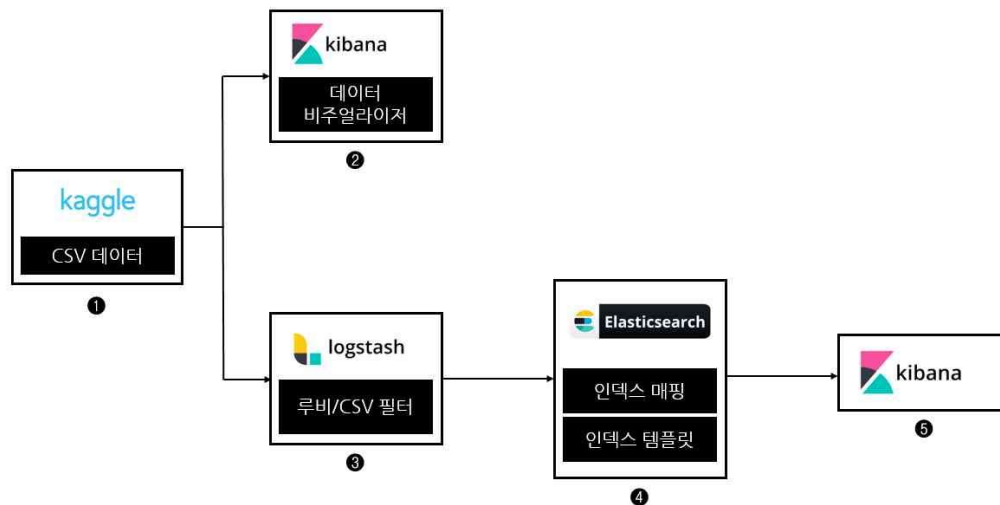 kaggle
CSV 데이터
❶
kibana
데이터
비주얼라이저
❷
logstash
루비/CSV 필터
❸
Elasticsearch
인덱스 매핑
인덱스 템플릿
❹
kibana
❺